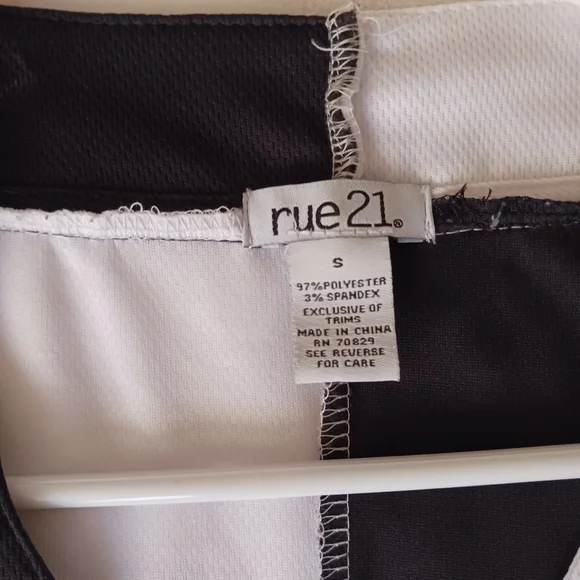 rue21®
S
97% POLYESTER
3% SPANDEX
EXCLUSIVE OF
TRIMS
MADE IN CHINA
RN 70829
SEE REVERSE
FOR CARE